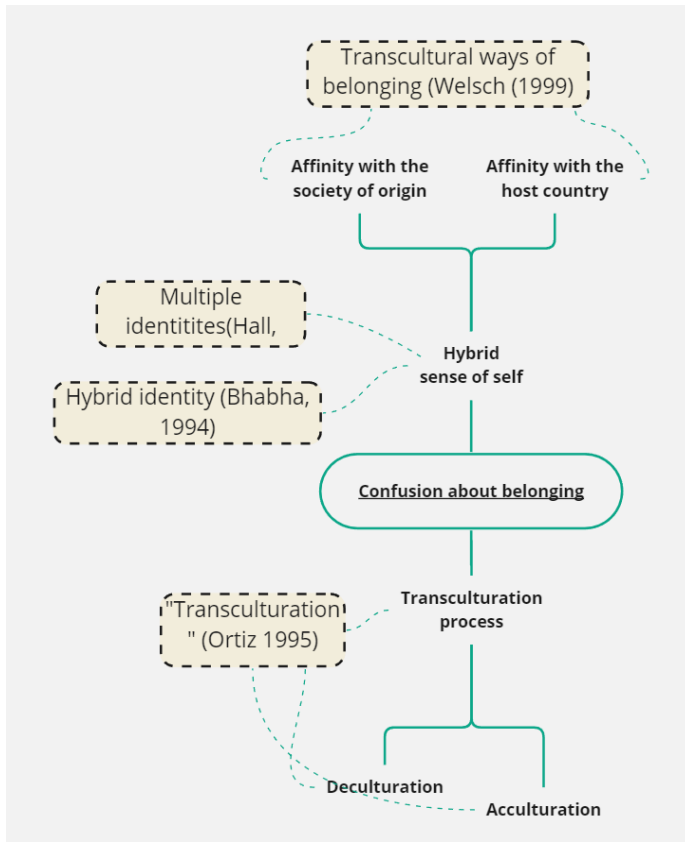 Transcultural ways of
belonging (Welsch (1999)
Affinity with the
society of origin
Affinity with the
host country
Multiple
identitites(Hall,
Hybrid
sense of self
Hybrid identity (Bhabha,
1994)
Confusion about belonging
"Transculturation
" (Ortiz 1995)
Transculturation
process
Deculturation
Acculturation